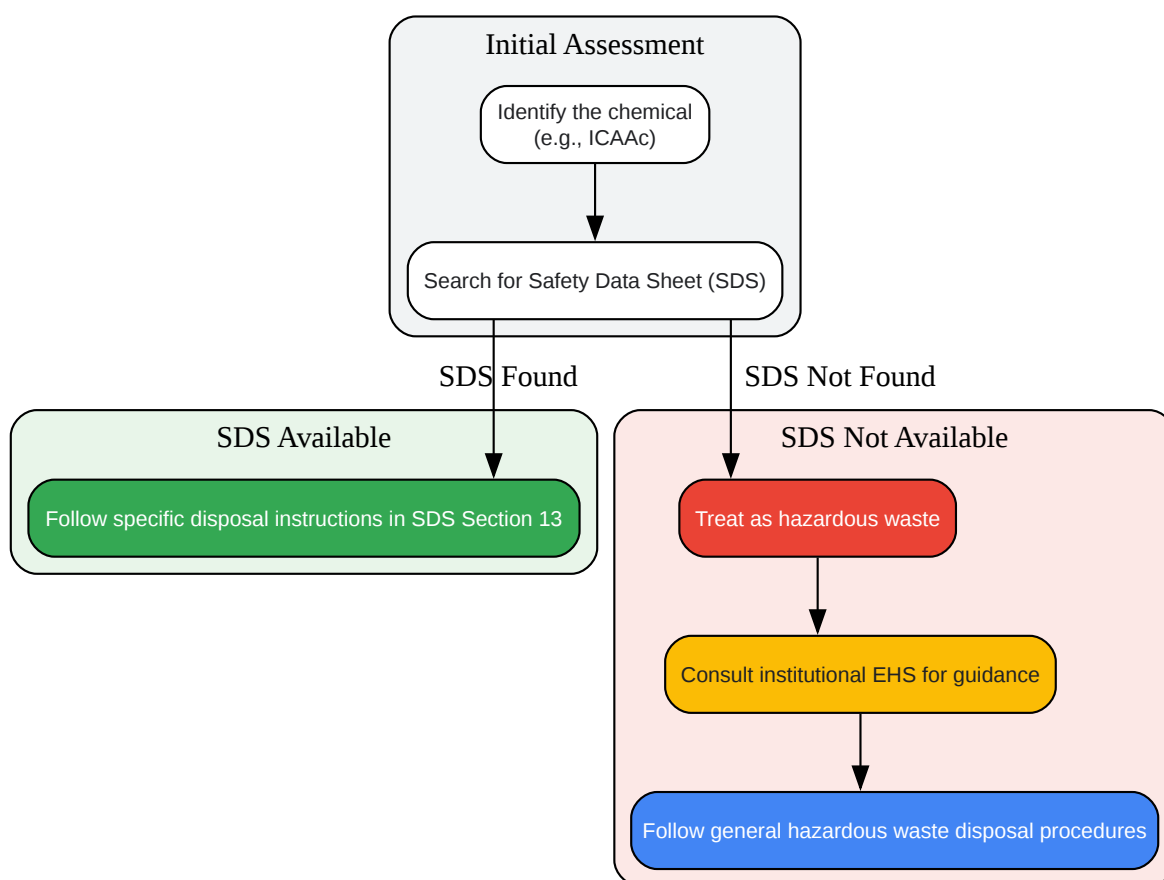 Initial Assessment
Identify the chemical
(e.g., ICAAc)
Search for Safety Data Sheet (SDS)
SDS Found
SDS Not Found
SDS Available
SDS Not Available
Follow specific disposal instructions in SDS Section 13
Treat as hazardous waste
Consult institutional EHS for guidance
Follow general hazardous waste disposal procedures